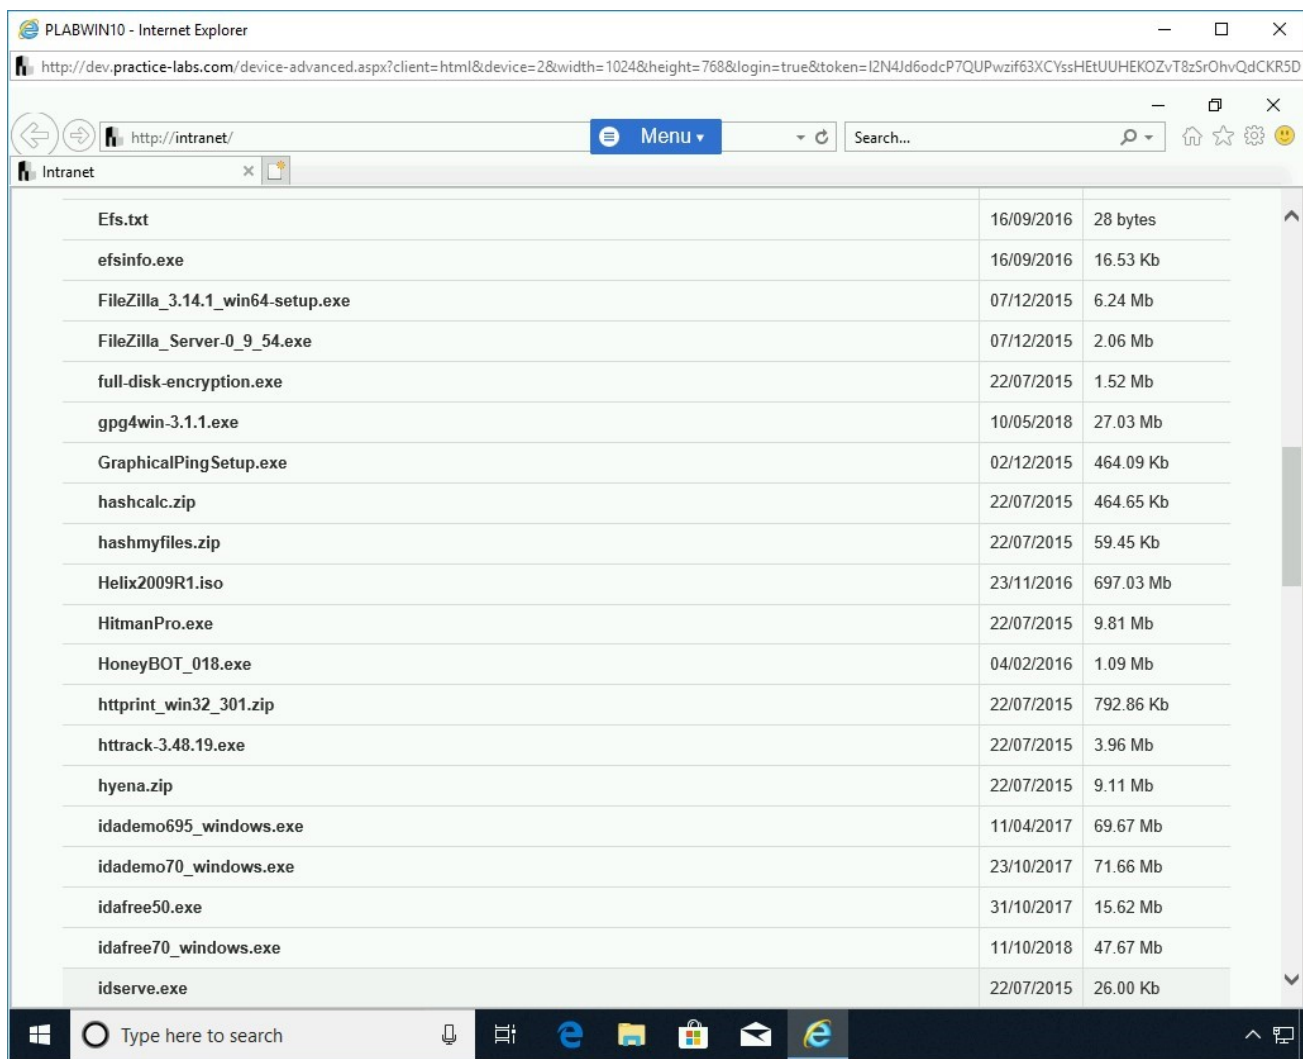 PLABWIN10 - Internet Explorer
http://dev.practice-labs.com/device-advanced.aspx?client=html&device=2&width=1024&height=768&login=true&token=I2N4Jd6odcP7QUPwzif63XCYssHEtUUHEKOZvT8zSrOhvQdCKR5D
http://intranet/ Menu Search...
Intranet
Efs.txt 16/09/2016 28 bytes
efsinfo.exe 16/09/2016 16.53 Kb
FileZilla_3.14.1_win64-setup.exe 07/12/2015 6.24 Mb
FileZilla_Server-0_9_54.exe 07/12/2015 2.06 Mb
full-disk-encryption.exe 22/07/2015 1.52 Mb
gpg4win-3.1.1.exe 10/05/2018 27.03 Mb
GraphicalPingSetup.exe 02/12/2015 464.09 Kb
hashcalc.zip 22/07/2015 464.65 Kb
hashmyfiles.zip 22/07/2015 59.45 Kb
Helix2009R1.iso 23/11/2016 697.03 Mb
HitmanPro.exe 22/07/2015 9.81 Mb
HoneyBOT_018.exe 04/02/2016 1.09 Mb
httprint_win32_301.zip 22/07/2015 792.86 Kb
httrack-3.48.19.exe 22/07/2015 3.96 Mb
hyena.zip 22/07/2015 9.11 Mb
idademo695_windows.exe 11/04/2017 69.67 Mb
idademo70_windows.exe 23/10/2017 71.66 Mb
idafree50.exe 31/10/2017 15.62 Mb
idafree70_windows.exe 11/10/2018 47.67 Mb
idserve.exe 22/07/2015 26.00 Kb
Type here to search